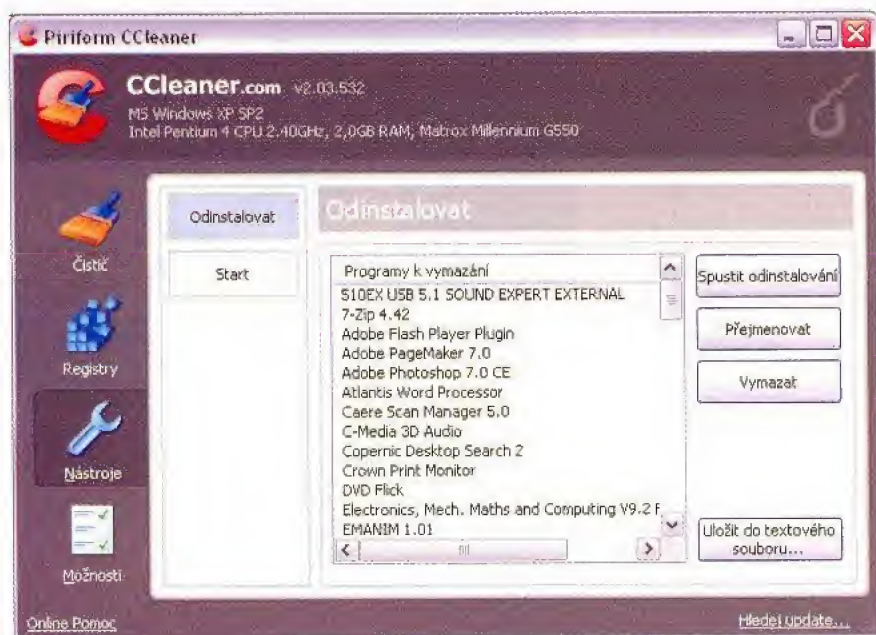 Piriform CCleaner
CCleaner.com v2.03.532
MS Windows XP SP2
Intel Pentium 4 CPU 2.40GHz, 2,0GB RAM, Matrox Millennium G550
Čistič
Registry
Nástroje
Možnosti
Odinstalovat
Start
Odinstalovat
Programy k vymazání
S10EX USB 5.1 SOUND EXPERT EXTERNAL
7-Zip 4.42
Adobe Flash Player Plugin
Adobe PageMaker 7.0
Adobe Photoshop 7.0 CE
Atlantis Word Processor
Caere Scan Manager 5.0
C-Media 3D Audio
Copernic Desktop Search 2
Crown Print Monitor
DVD Flick
Electronics, Mech. Maths and Computing V9.2 F
EMANIM 1.01
Spustit odinstalování
Přejmenovat
Vymazat
Uložit do textového
souboru...
Online Pomoc
Hledej update...